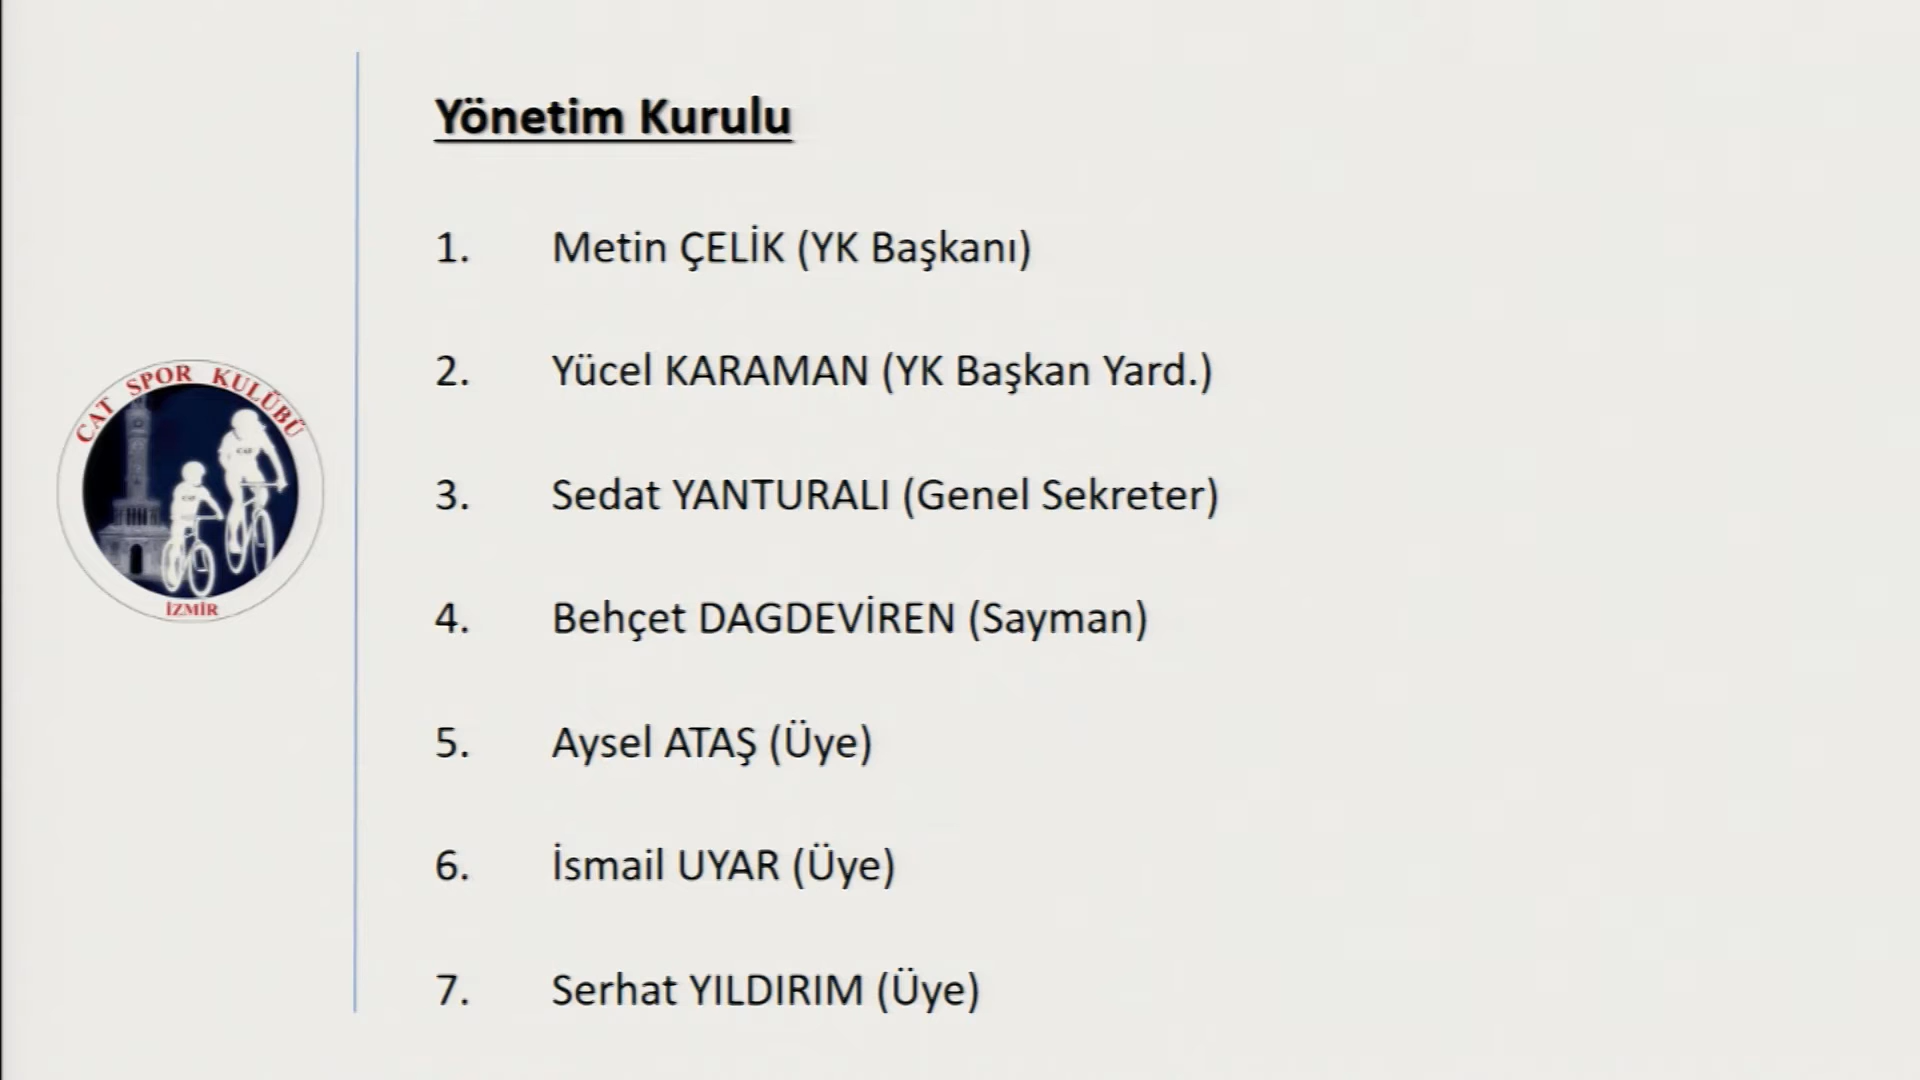 Yönetim Kurulu
1. Metin ÇELİK (YK Başkanı)
2. Yücel KARAMAN (YK Başkan Yard.)
3. Sedat YANTURALI (Genel Sekreter)
4. Behçet DAGDEVİREN (Sayman)
5. Aysel ATAŞ (Üye)
6. İsmail UYAR (Üye)
7. Serhat YILDIRIM (Üye)
CAT SPOR KULÜBÜ
İZMİR